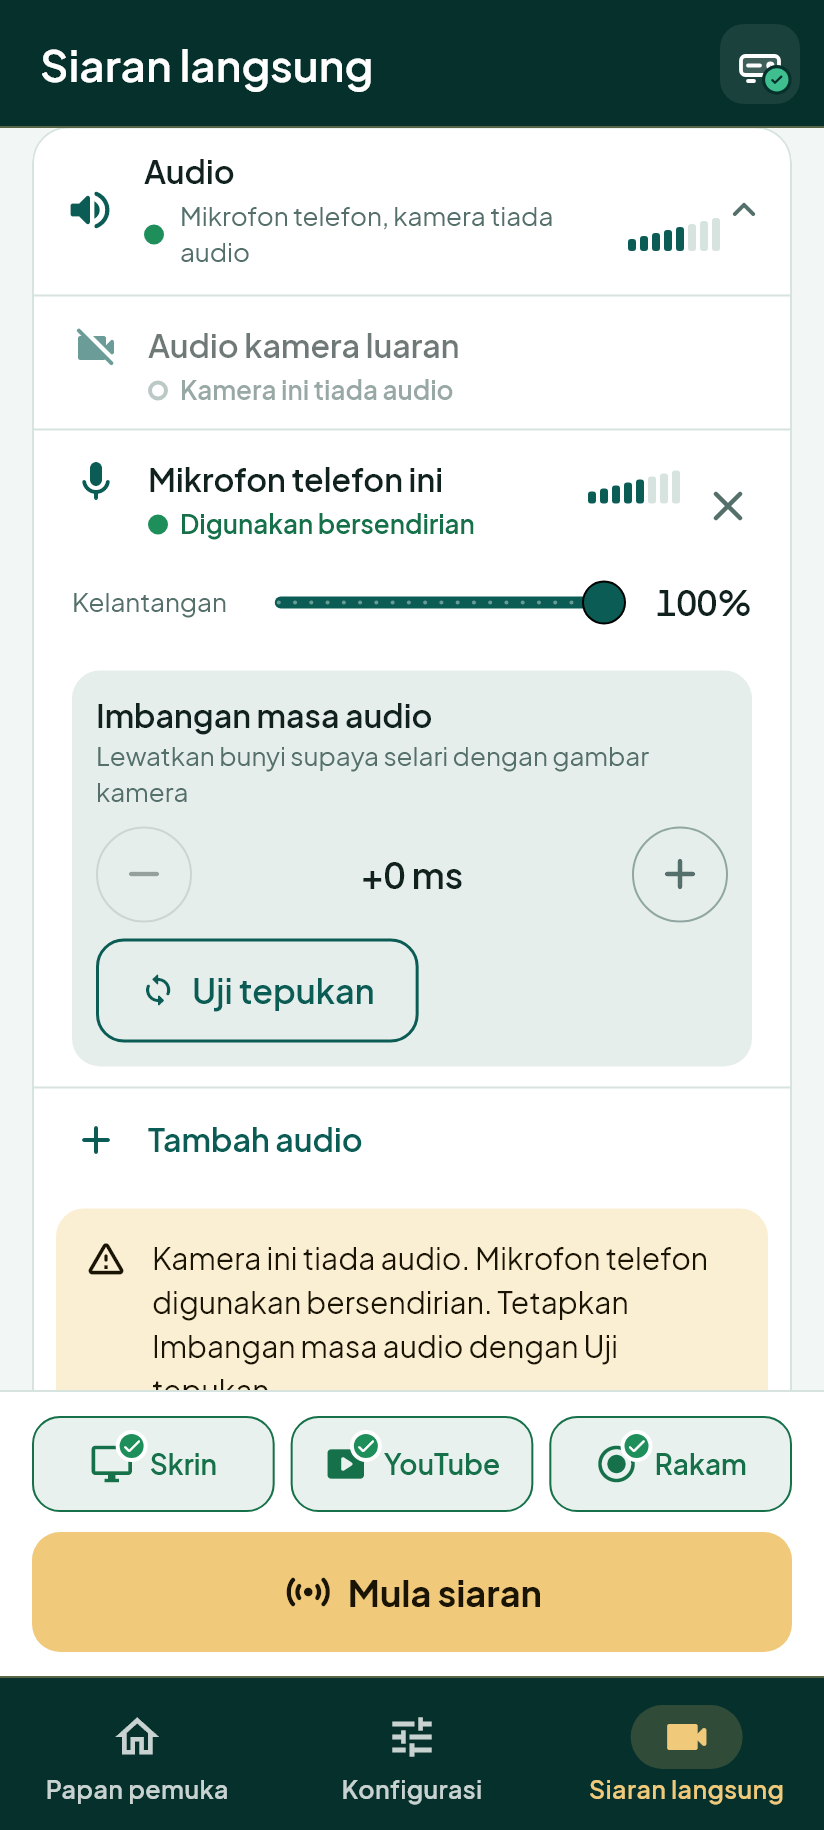 Siaran langsung
Audio
Mikrofon telefon, kamera tiada
audio
Audio kamera luaran
Kamera ini tiada audio
Mikrofon telefon ini
Digunakan bersendirian
Kelantangan
100%
Imbangan masa audio
Lewatkan bunyi supaya selari dengan gambar
kamera
+0 ms
Uji tepukan
Tambah audio
Kamera ini tiada audio. Mikrofon telefon
digunakan bersendirian. Tetapkan
Imbangan masa audio dengan Uji
tepukan.
Skrin
YouTube
Rakam
Mula siaran
Papan pemuka
Konfigurasi
Siaran langsung